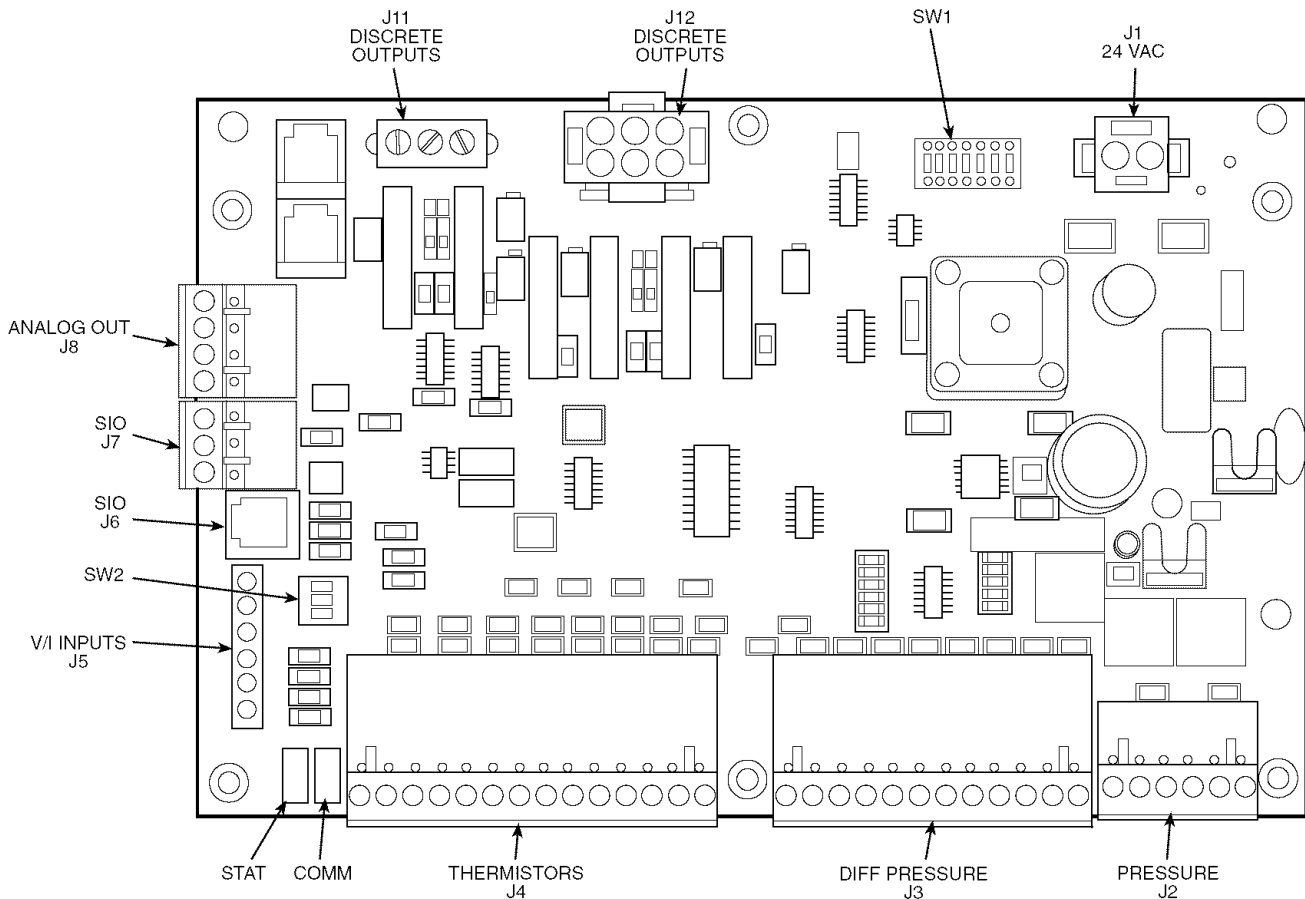 J11
DISCRETE
OUTPUTS
J12
DISCRETE
OUTPUTS
SW1
J1
24 VAC
ANALOG OUT
J8
SIO
J7
SIO
J6
SW2
V/I INPUTS
J5
STAT
COMM
THERMISTORS
J4
DIFF PRESSURE
J3
PRESSURE
J2